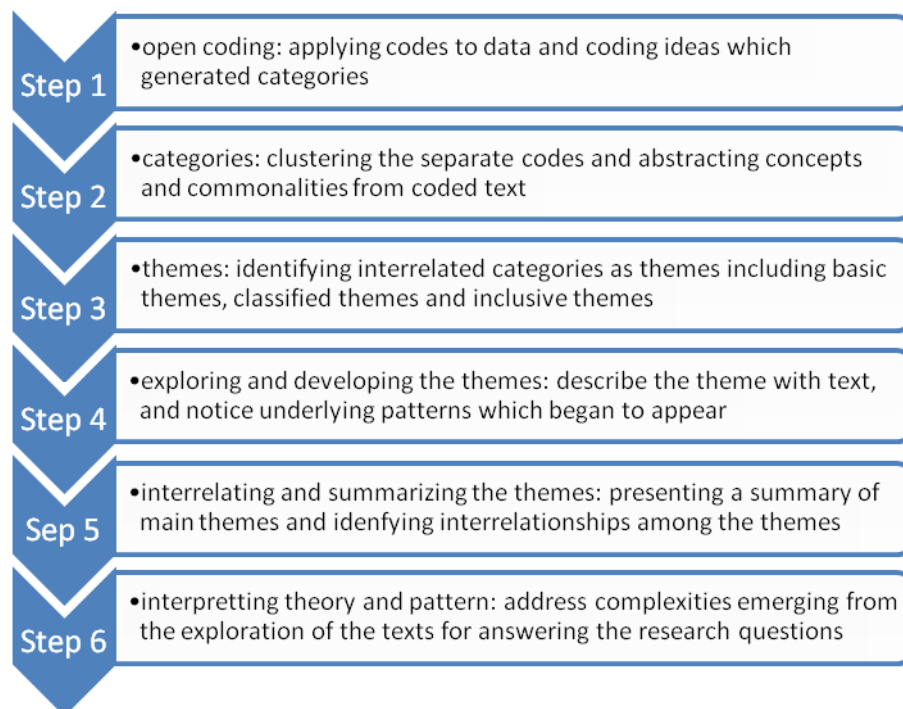 Step 1
•open coding: applying codes to data and coding ideas which
generated categories
Step 2
•categories: clustering the separate codes and abstracting concepts
and commonalities from coded text
Step 3
•themes: identifying interrelated categories as themes including basic
themes, classified themes and inclusive themes
Step 4
•exploring and developing the themes: describe the theme with text,
and notice underlying patterns which began to appear
Sep 5
•interrelating and summarizing the themes: presenting a summary of
main themes and idenfying interrelationships among the themes
Step 6
•interpretting theory and pattern: address complexities emerging from
the exploration of the texts for answering the research questions